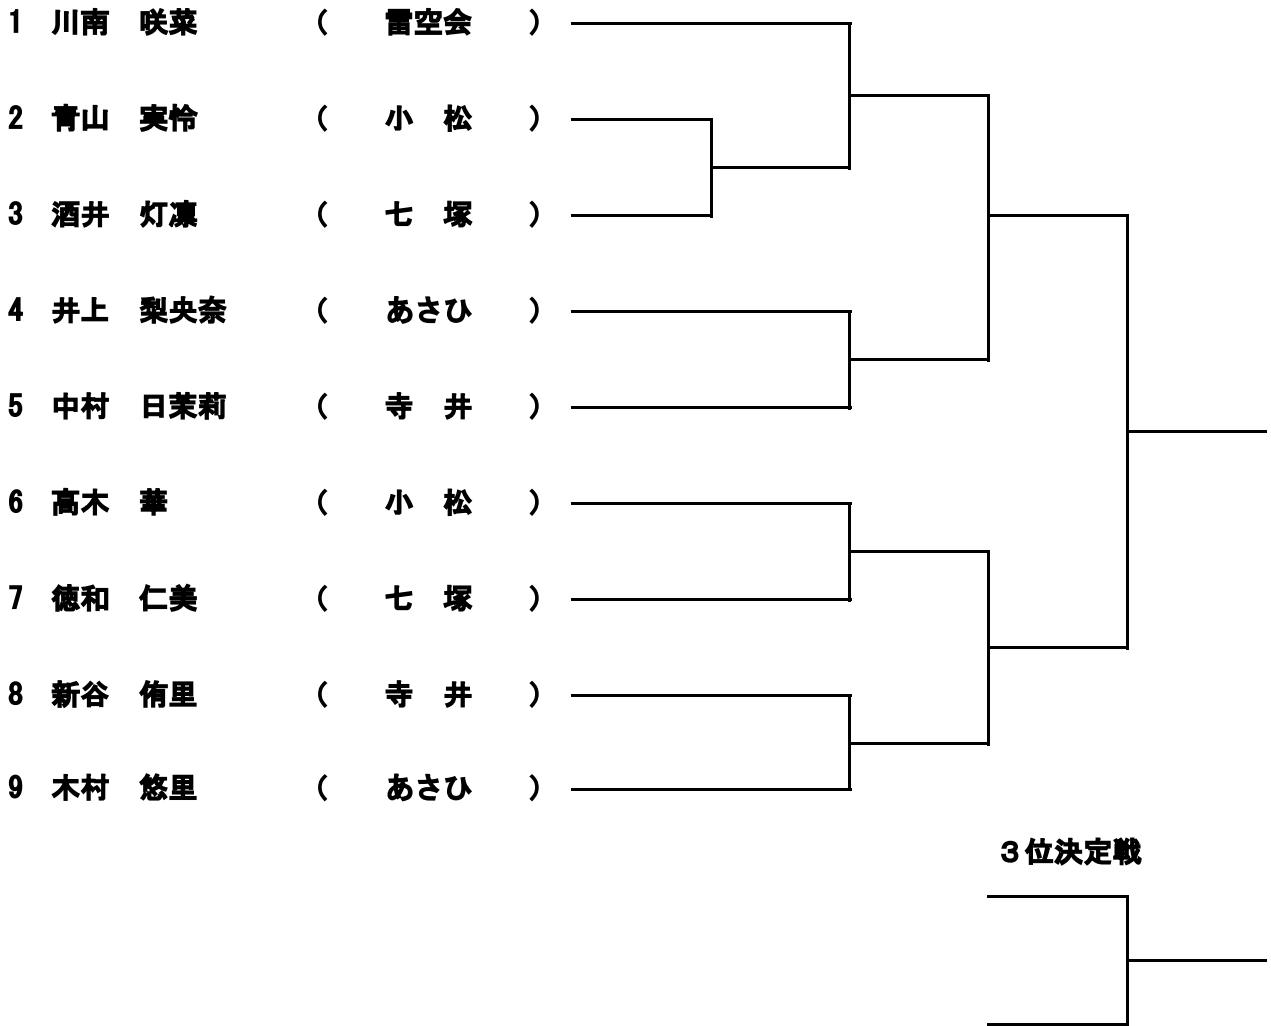 1 川南 咲菜 ( 雷空会 )
2 青山 実怜 ( 小 松 )
3 酒井 灯凜 ( 七 塚 )
4 井上 梨央奈 ( あさひ )
5 中村 日茉莉 ( 寺 井 )
6 髙木 華 ( 小 松 )
7 徳和 仁美 ( 七 塚 )
8 新谷 侑里 ( 寺 井 )
9 木村 悠里 ( あさひ )
３位決定戦